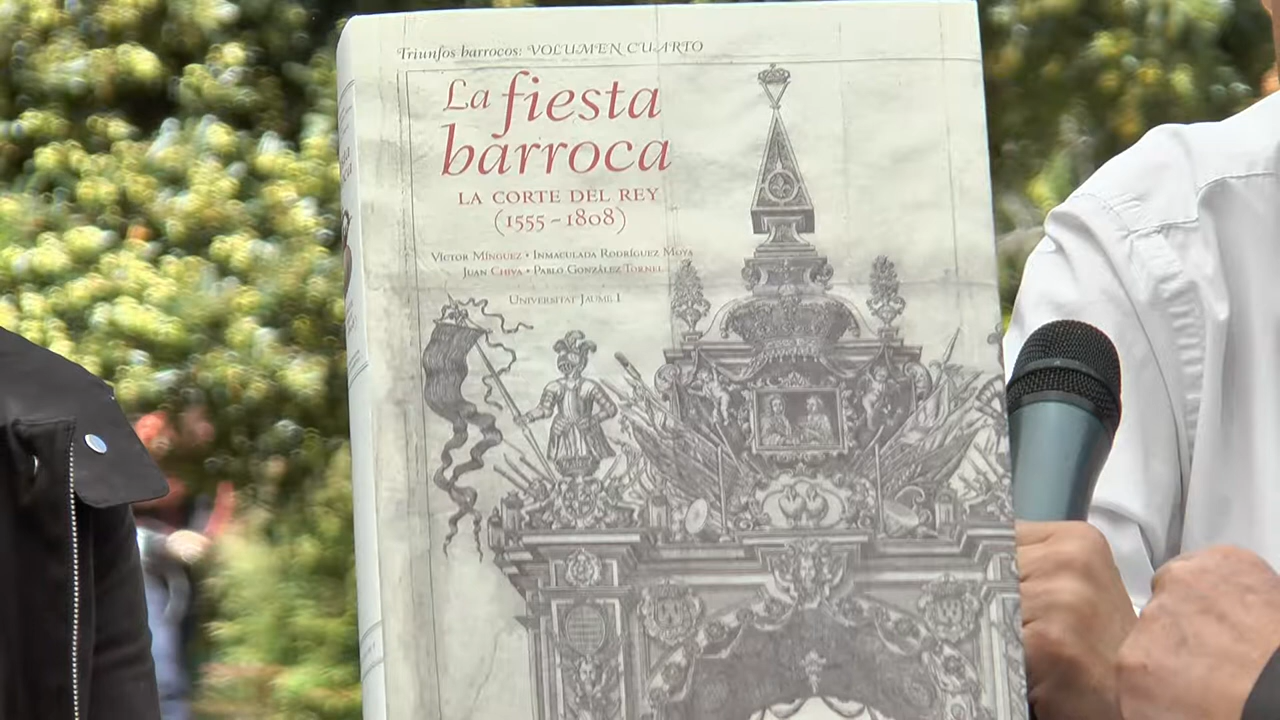 Triunfos barrocos: VOLUMEN CUARTO
La fiesta
barroca
LA CORTE DEL REY
(1555-1808)
VÍCTOR MÍNGUEZ • INMACULADA RODRÍGUEZ MOYA
JUAN CHIVA • PABLO GONZÁLEZ TORNEL
UNIVERSITAT JAUME I